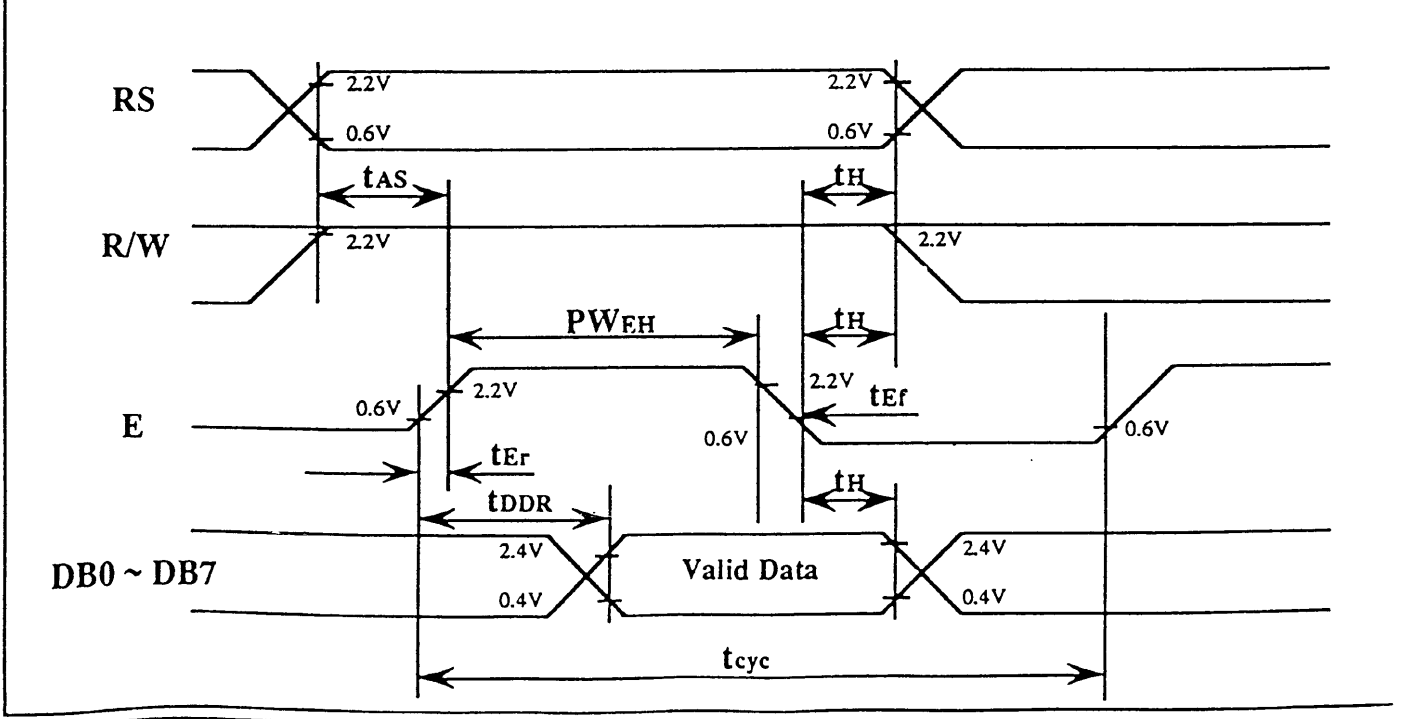 RS
2.2V
2.2V
0.6V
0.6V
tAS
tH
R/W
2.2V
2.2V
PWEH
tH
E
0.6V
2.2V
2.2V
tEf
0.6V
0.6V
tEr
tH
tDDR
DB0 ~ DB7
2.4V
Valid Data
2.4V
0.4V
0.4V
tcyc